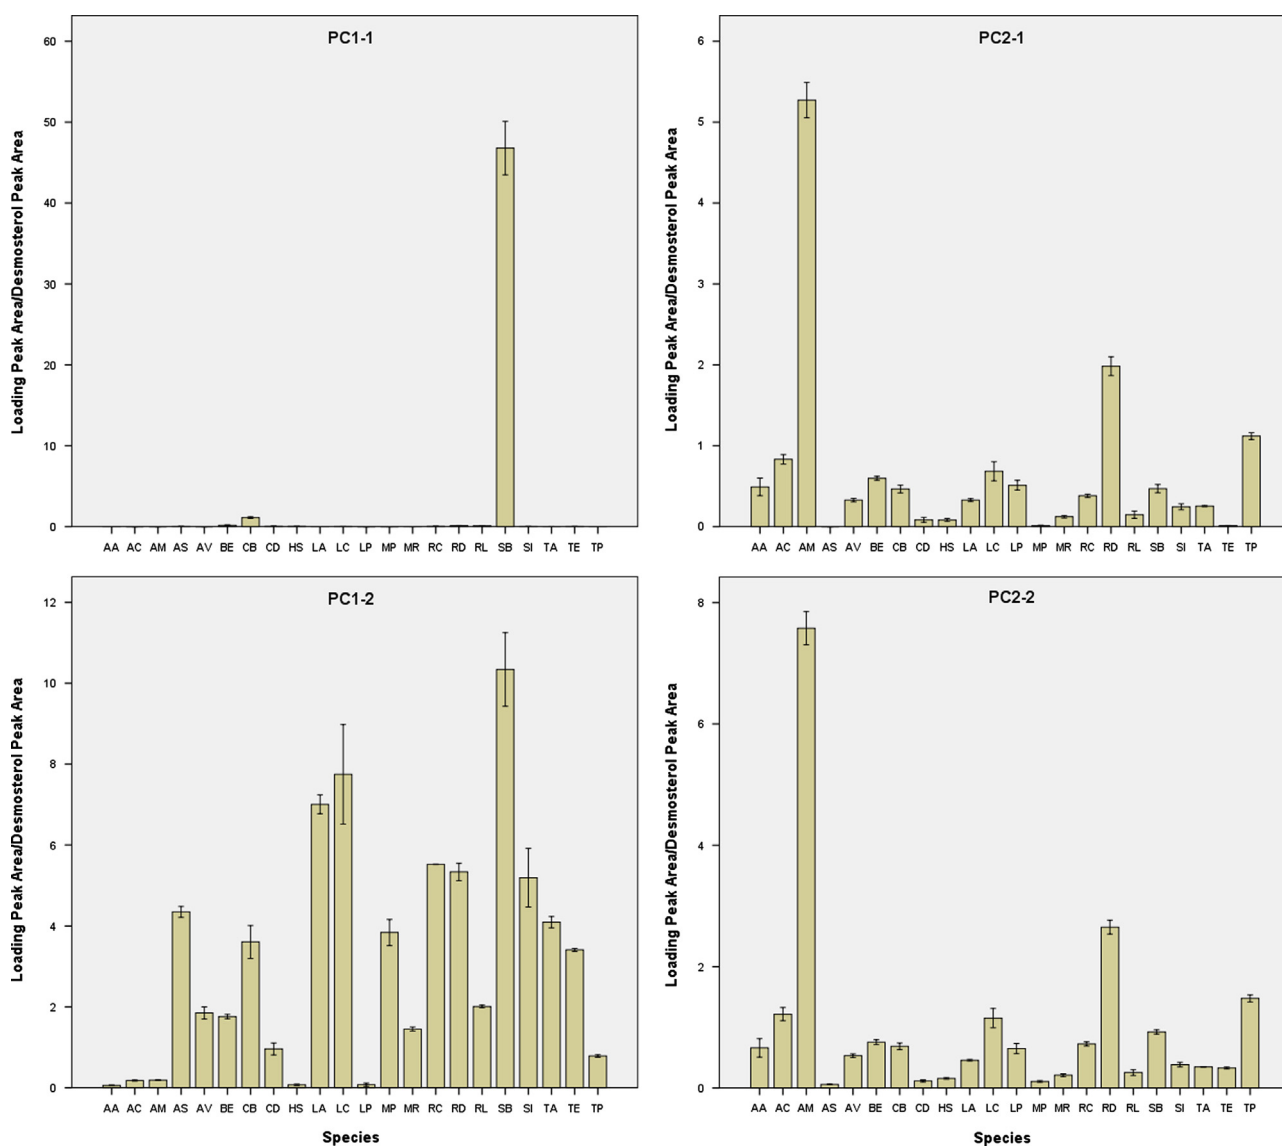 PC1-1
Loading Peak Area/Desmosterol Peak Area
60
50
40
30
20
10
0
AA AC AM AS AV BE CB CD HS LA LC LP MP MR RC RD RL SB SI TA TE TP
PC2-1
Loading Peak Area/Desmosterol Peak Area
6
5
4
3
2
1
0
AA AC AM AS AV BE CB CD HS LA LC LP MP MR RC RD RL SB SI TA TE TP
PC1-2
Loading Peak Area/Desmosterol Peak Area
12
10
8
6
4
2
0
AA AC AM AS AV BE CB CD HS LA LC LP MP MR RC RD RL SB SI TA TE TP
Species
PC2-2
Loading Peak Area/Desmosterol Peak Area
8
6
4
2
0
AA AC AM AS AV BE CB CD HS LA LC LP MP MR RC RD RL SB SI TA TE TP
Species